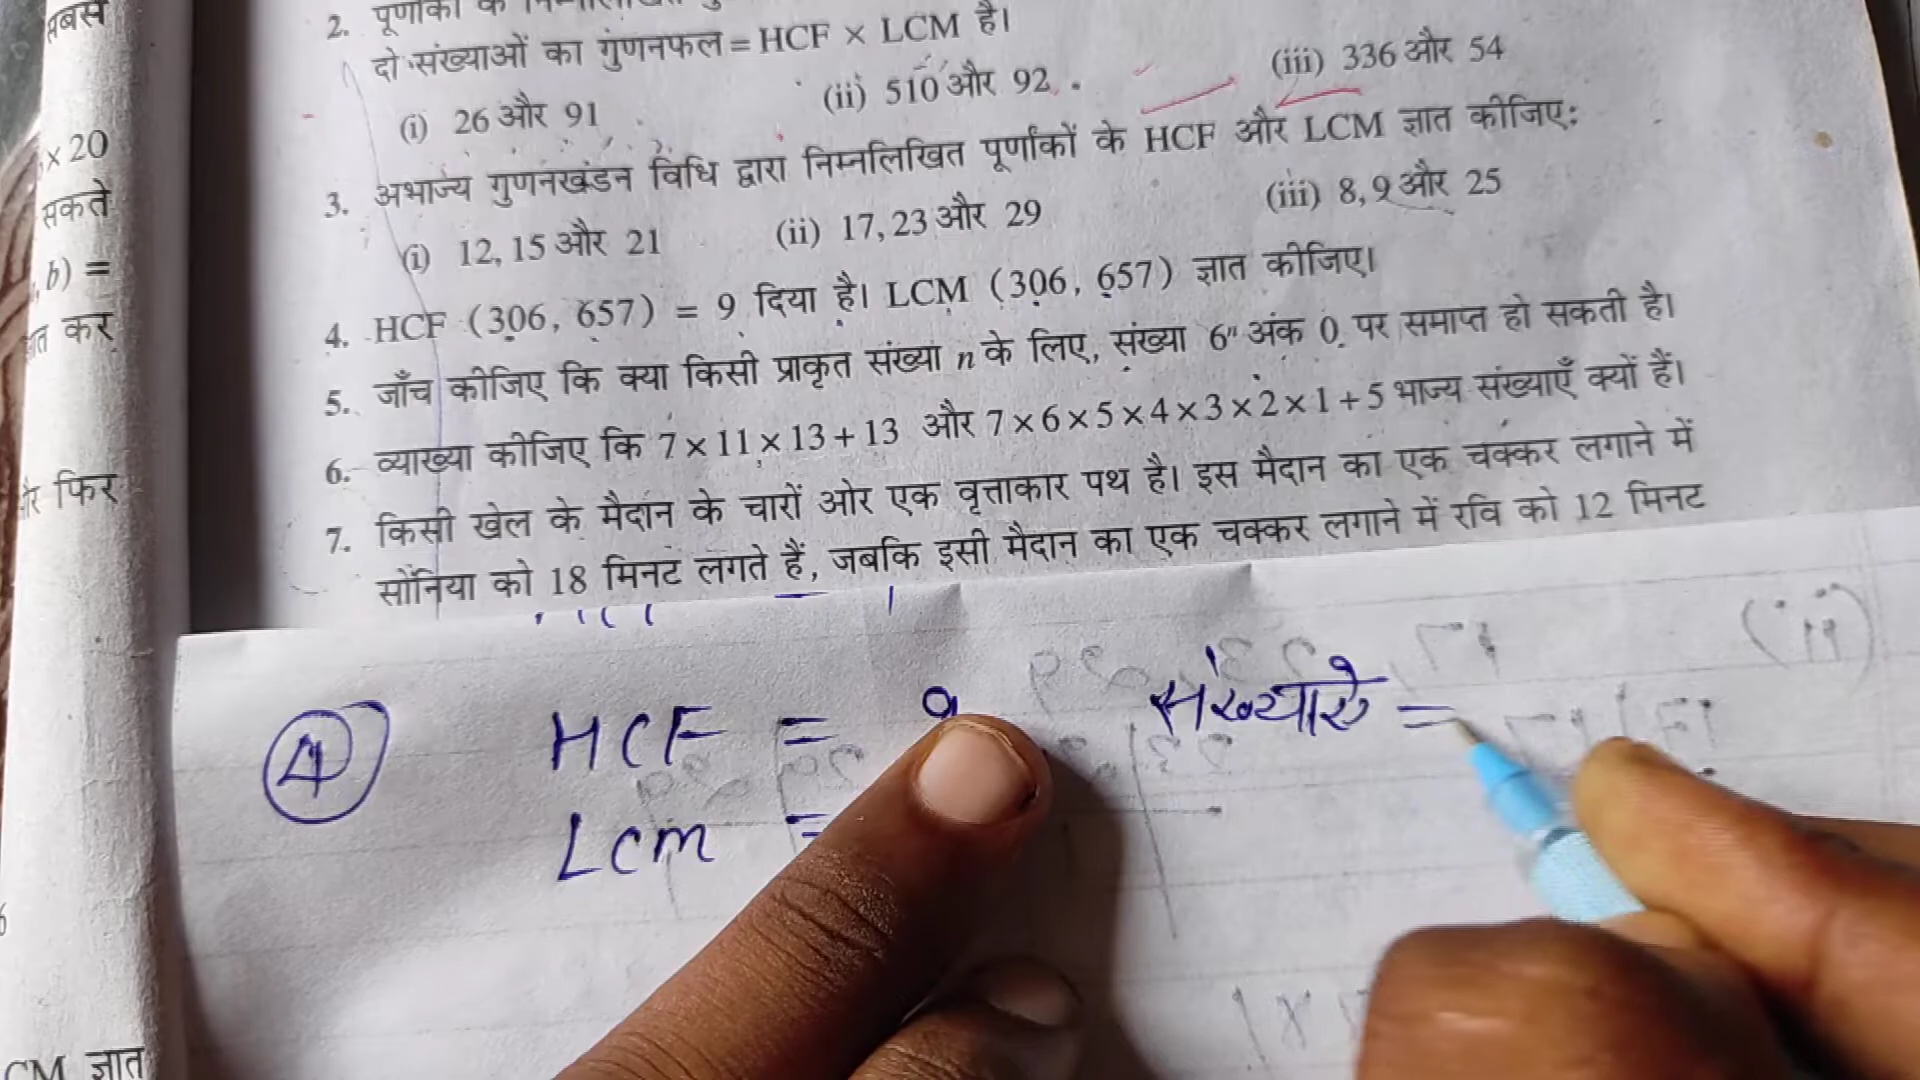 सकते
x 20
b) =
कर
फिर
CM ज्ञात
2. पूर्णांकों के
दो संख्याओं का गुणनफल = HCF × LCM है।
(i) 26 और 91 (ii) 510 और 92 (iii) 336 और 54
3. अभाज्य गुणनखंडन विधि द्वारा निम्नलिखित पूर्णांकों के HCF और LCM ज्ञात कीजिए:
(i) 12, 15 और 21 (ii) 17, 23 और 29 (iii) 8, 9 और 25
4. HCF (306, 657) = 9 दिया है। LCM (306, 657) ज्ञात कीजिए।
5. जाँच कीजिए कि क्या किसी प्राकृत संख्या n के लिए, संख्या 6ⁿ अंक 0 पर समाप्त हो सकती है।
6. व्याख्या कीजिए कि 7 × 11 × 13 + 13 और 7 × 6 × 5 × 4 × 3 × 2 × 1 + 5 भाज्य संख्याएँ क्यों हैं।
7. किसी खेल के मैदान के चारों ओर एक वृत्ताकार पथ है। इस मैदान का एक चक्कर लगाने में
सोनिया को 18 मिनट लगते हैं, जबकि इसी मैदान का एक चक्कर लगाने में रवि को 12 मिनट
4 HCF = 9 संख्याऐ =
LCM =